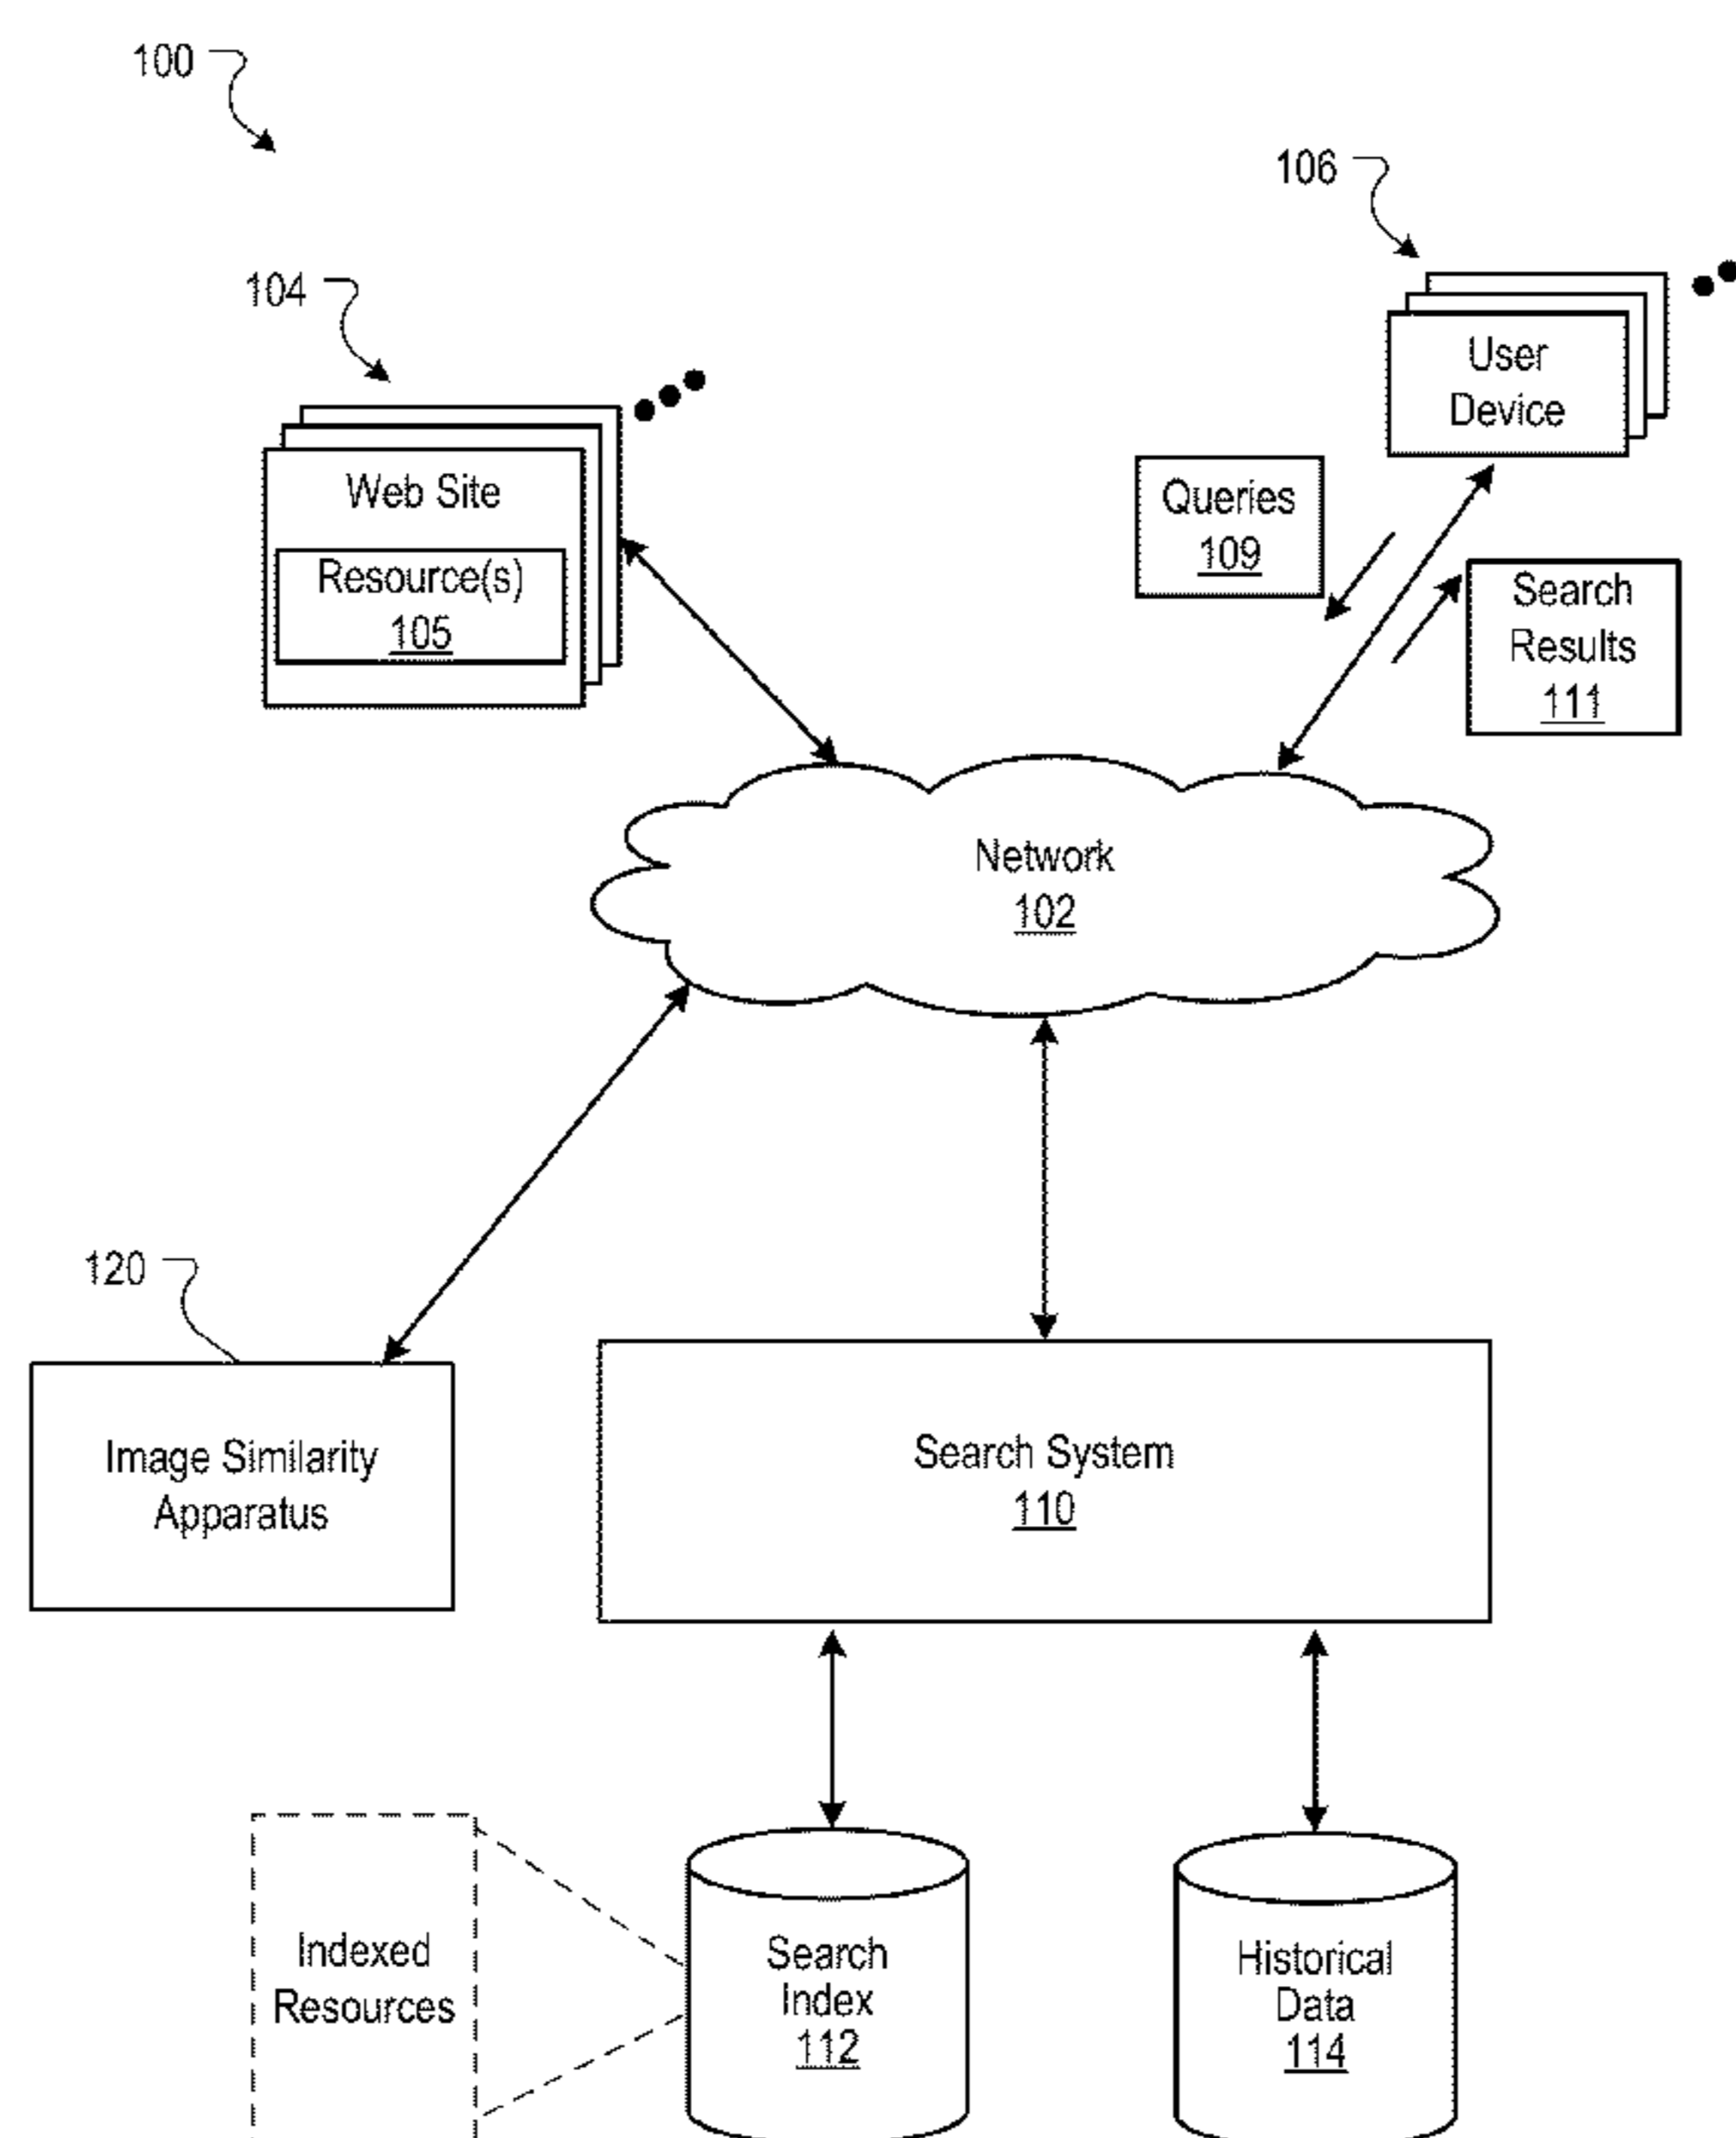 100
106
104
User
Device
Web Site
Queries
109
Resource(s)
105
Search
Results
111
Network
102
120
Image Similarity
Apparatus
Search System
110
Indexed
Resources
Search
Index
112
Historical
Data
114